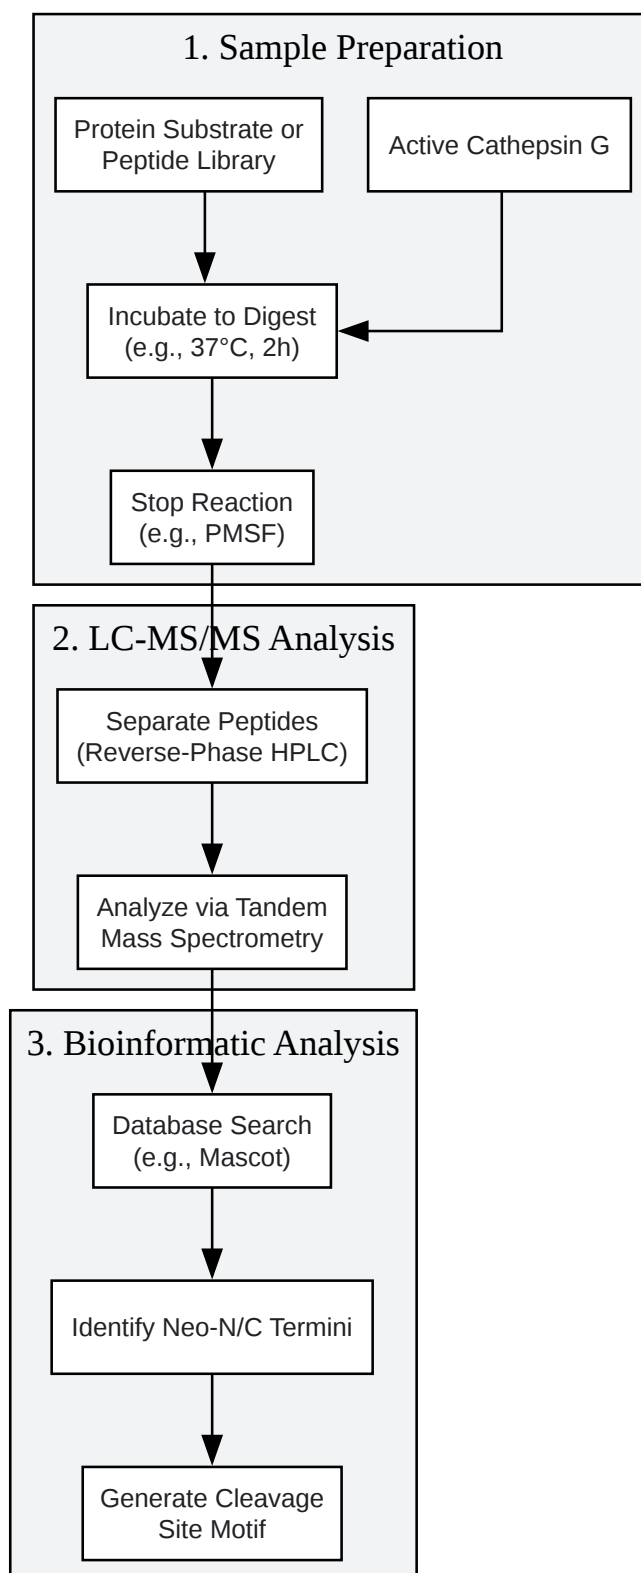 1. Sample Preparation
Protein Substrate or
Peptide Library
Active Cathepsin G
Incubate to Digest
(e.g., 37°C, 2h)
Stop Reaction
(e.g., PMSF)
2. LC-MS/MS Analysis
Separate Peptides
(Reverse-Phase HPLC)
Analyze via Tandem
Mass Spectrometry
3. Bioinformatic Analysis
Database Search
(e.g., Mascot)
Identify Neo-N/C Termini
Generate Cleavage
Site Motif